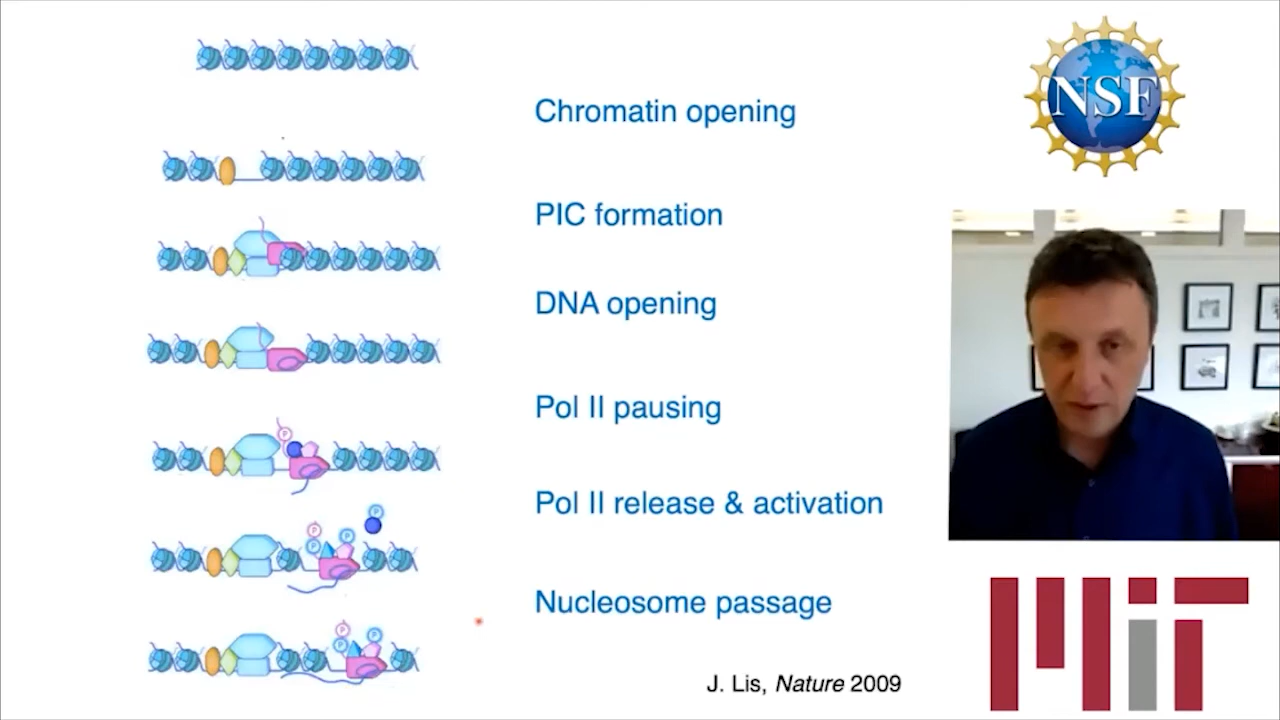 NSF
Chromatin opening
PIC formation
DNA opening
Pol II pausing
P
Pol II release & activation
P
P
P
P
Nucleosome passage
P
P
P
J. Lis, Nature 2009
MiT